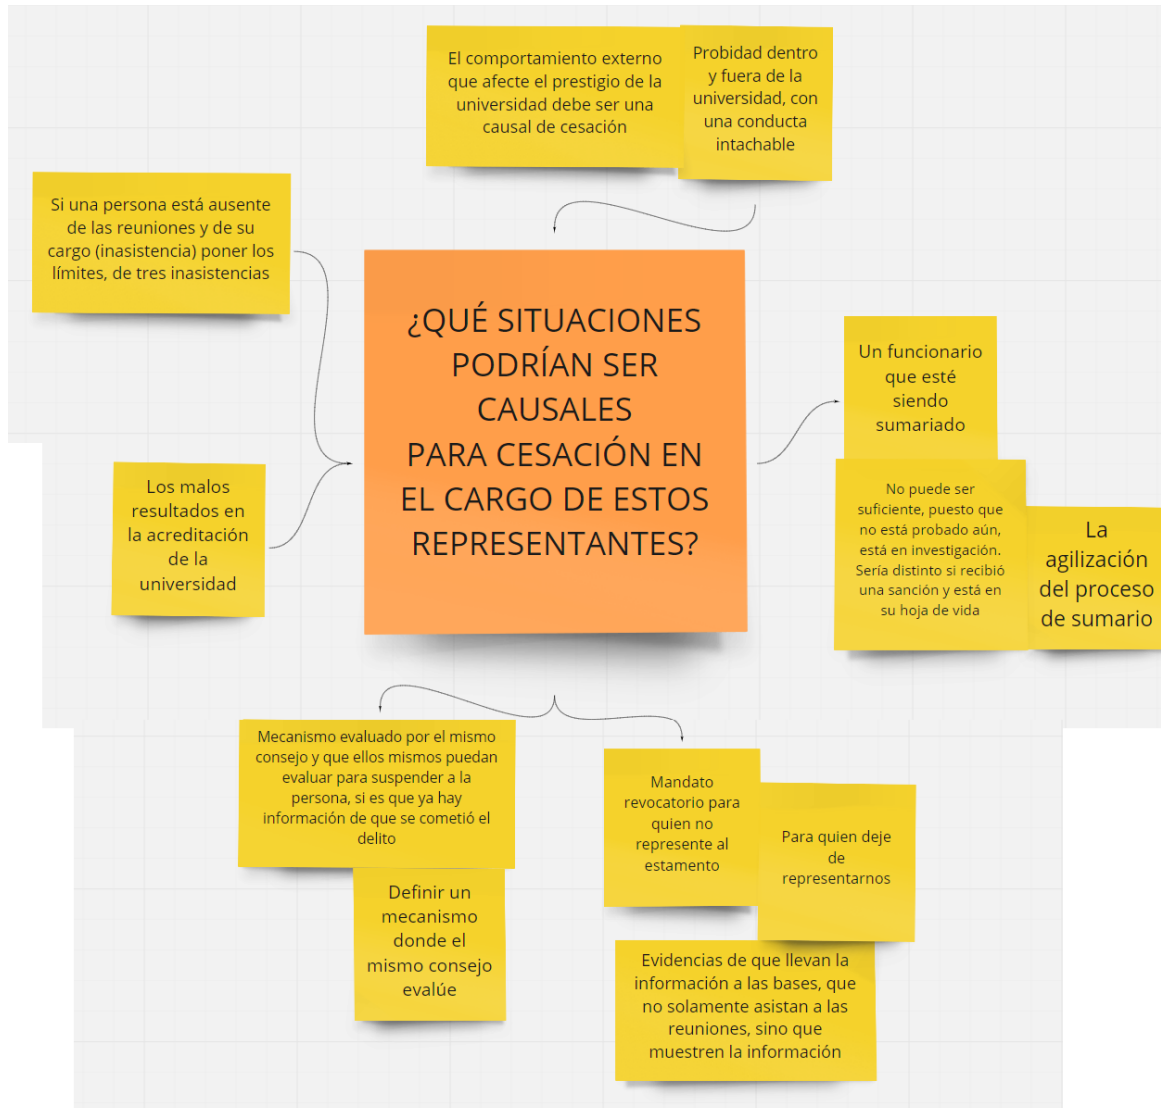 El comportamiento externo
que afecte el prestigio de la
universidad debe ser una
causal de cesación
Probidad dentro
y fuera de la
universidad, con
una conducta
intachable
Si una persona está ausente
de las reuniones y de su
cargo (inasistencia) poner los
límites, de tres inasistencias
¿QUÉ SITUACIONES
PODRÍAN SER
CAUSALES
PARA CESACIÓN EN
EL CARGO DE ESTOS
REPRESENTANTES?
Un funcionario
que esté
siendo
sumariado
Los malos
resultados en
la acreditación
de la
universidad
No puede ser
suficiente, puesto que
no está probado aún,
está en investigación.
Sería distinto si recibió
una sanción y está en
su hoja de vida
La
agilización
del proceso
de sumario
Mecanismo evaluado por el mismo
consejo y que ellos mismos puedan
evaluar para suspender a la
persona, si es que ya hay
información de que se cometió el
delito
Definir un
mecanismo
donde el
mismo consejo
evalúe
Mandato
revocatorio para
quien no
represente al
estamento
Para quien deje
de
representarnos
Evidencias de que llevan la
información a las bases, que
no solamente asistan a las
reuniones, sino que
muestren la información